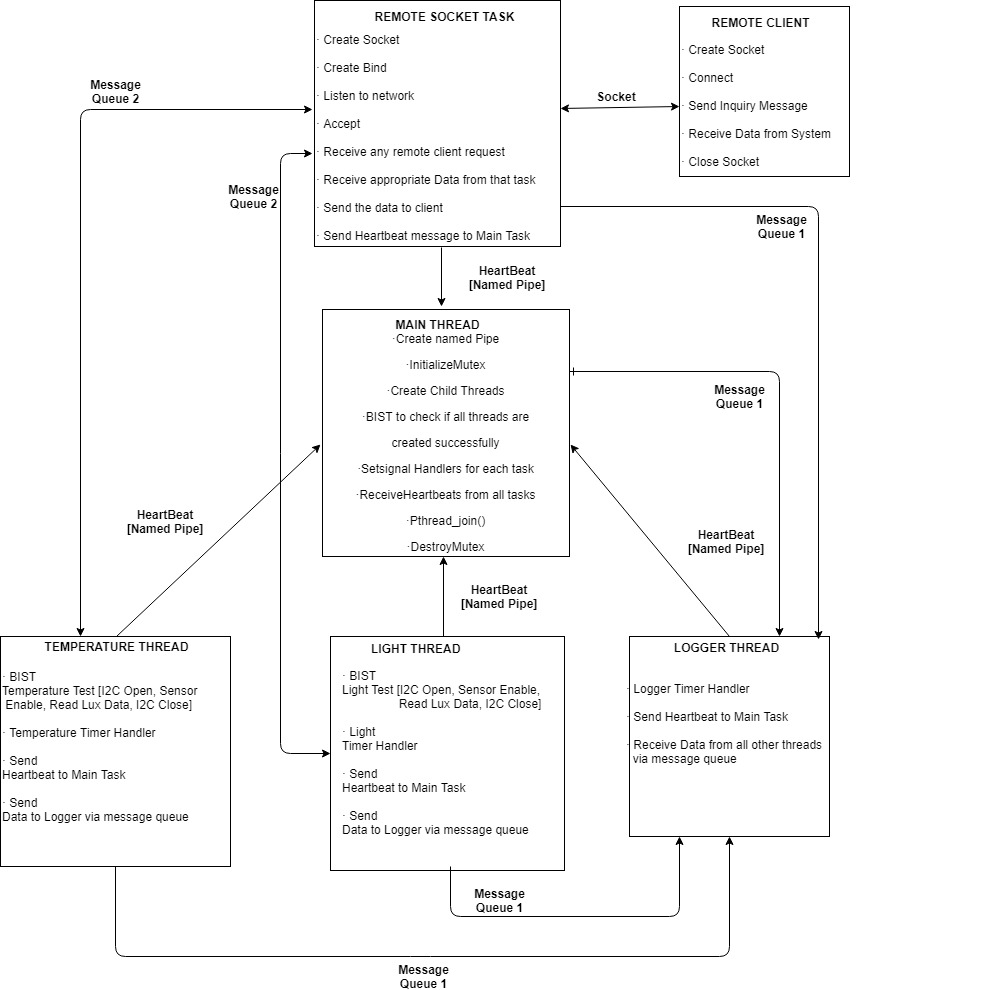 REMOTE SOCKET TASK
· Create Socket
· Create Bind
· Listen to network
· Accept
· Receive any remote client request
· Receive appropriate Data from that task
· Send the data to client
· Send Heartbeat message to Main Task
REMOTE CLIENT
· Create Socket
· Connect
· Send Inquiry Message
· Receive Data from System
· Close Socket
Socket
Message
Queue 2
Message
Queue 2
Message
Queue 1
HeartBeat
[Named Pipe]
MAIN THREAD
·Create named Pipe
·InitializeMutex
·Create Child Threads
·BIST to check if all threads are
created successfully
·Setsignal Handlers for each task
·ReceiveHeartbeats from all tasks
·Pthread_join()
·DestroyMutex
Message
Queue 1
HeartBeat
[Named Pipe]
HeartBeat
[Named Pipe]
HeartBeat
[Named Pipe]
TEMPERATURE THREAD
· BIST
Temperature Test [I2C Open, Sensor
Enable, Read Lux Data, I2C Close]
· Temperature Timer Handler
· Send
Heartbeat to Main Task
· Send
Data to Logger via message queue
LIGHT THREAD
· BIST
Light Test [I2C Open, Sensor Enable,
Read Lux Data, I2C Close]
· Light
Timer Handler
· Send
Heartbeat to Main Task
· Send
Data to Logger via message queue
LOGGER THREAD
· Logger Timer Handler
· Send Heartbeat to Main Task
· Receive Data from all other threads
via message queue
Message
Queue 1
Message
Queue 1